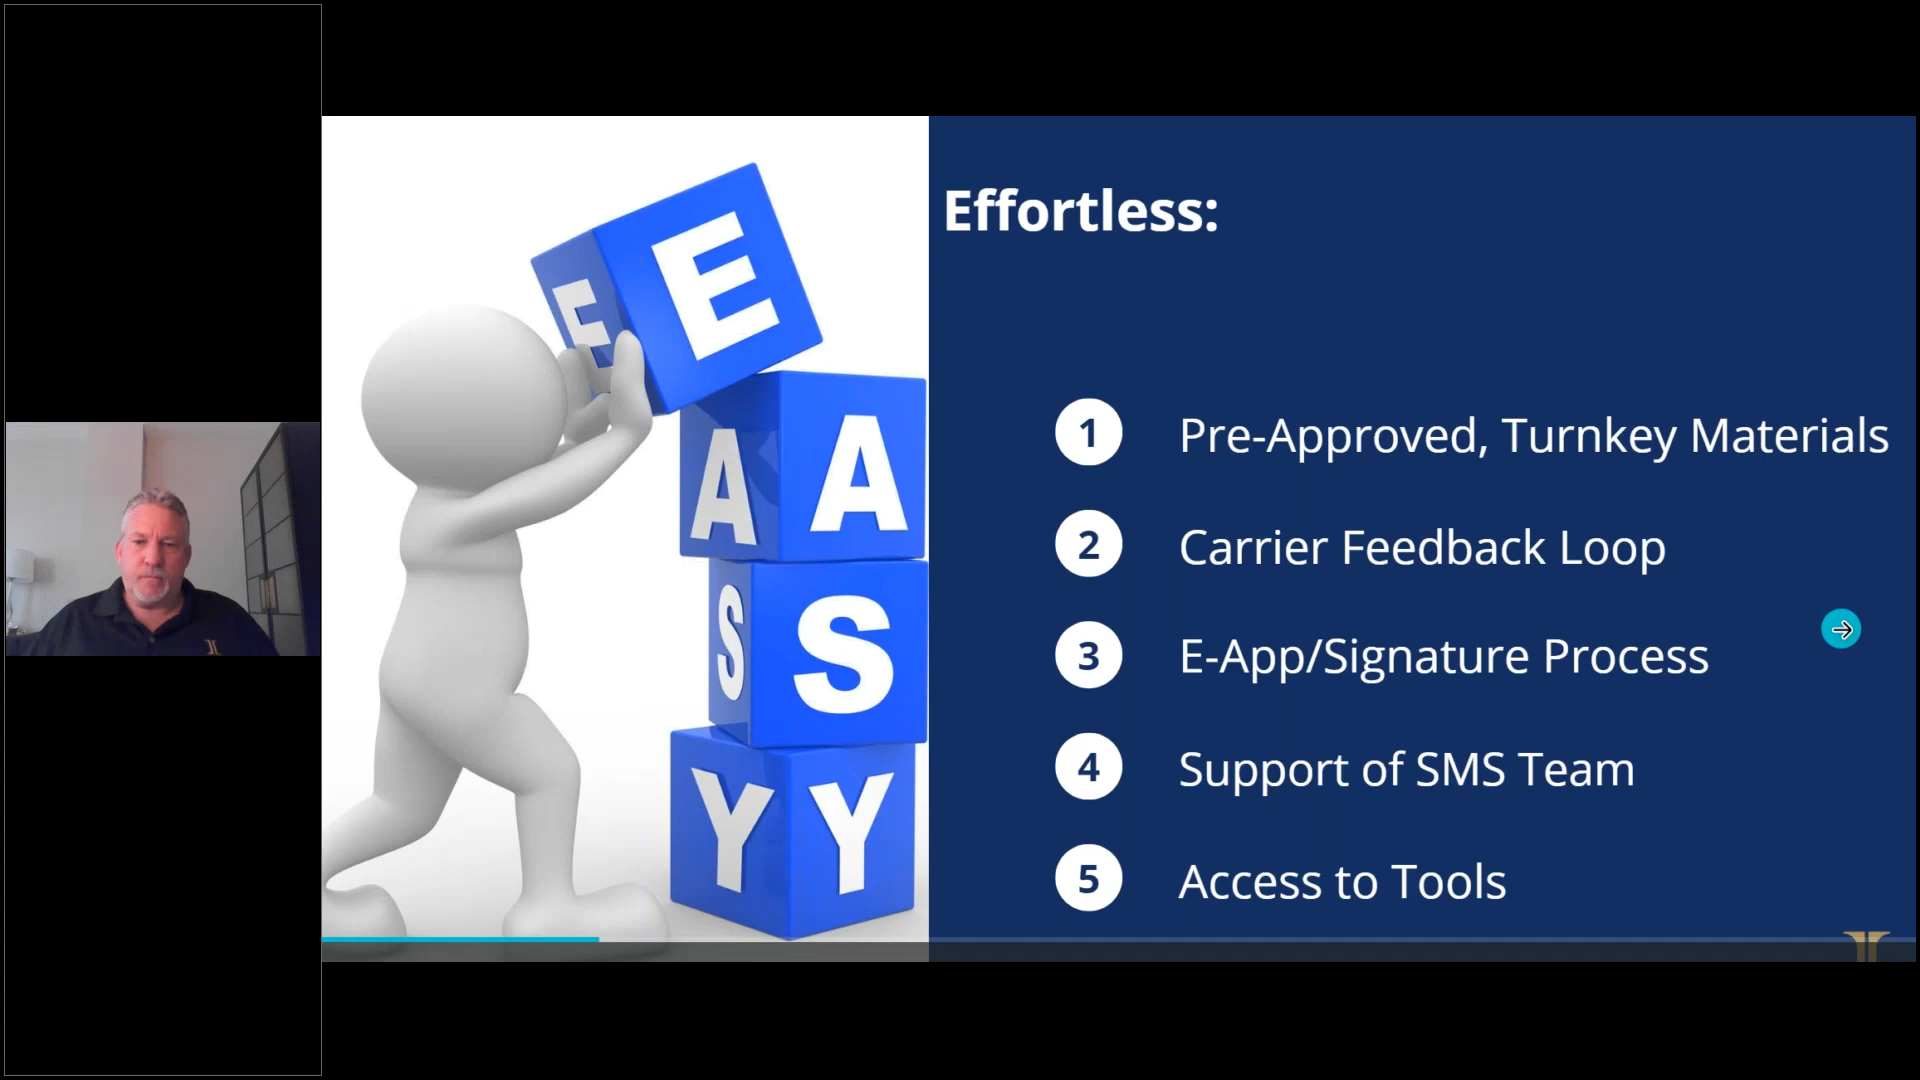 E
E
A
A
S
S
Y
Y
Effortless:
1 Pre-Approved, Turnkey Materials
2 Carrier Feedback Loop
3 E-App/Signature Process
4 Support of SMS Team
5 Access to Tools